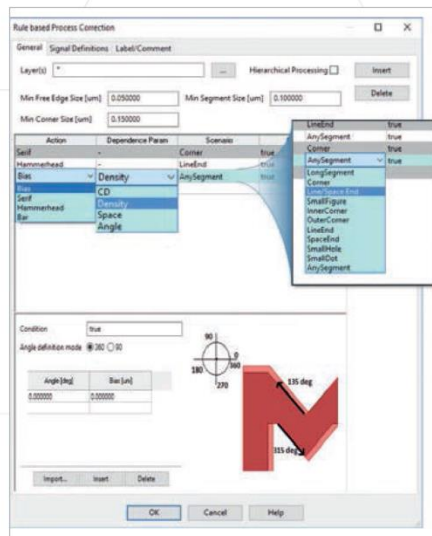 Rule based Process Correction
General Signal Definitions Label/Comment
Layer(s) * ... Hierarchical Processing Insert
Min Free Edge Size [um] 0.050000 Min Segment Size [um] 0.100000 Delete
Min Corner Size [um] 0.150000
Action Dependence Param Scenario
Serif - Corner true
Hammerhead - LineEnd
Bias Density AnySegment
Bias
Serif
Hammerhead
Bar
CD
Density
Space
Angle
LineEnd true
AnySegment true
Corner true
AnySegment true
LongSegment
Corner
Line/Space End
SmallFigure
InnerCorner
OuterCorner
LineEnd
SpaceEnd
SmallHole
SmallDot
AnySegment
Condition true
Angle definition mode 360 90
Angle [deg] Bias [um]
0.000000 0.000000
90
0
180 360
270
135 deg
315 deg
Import... Insert Delete
OK Cancel Help